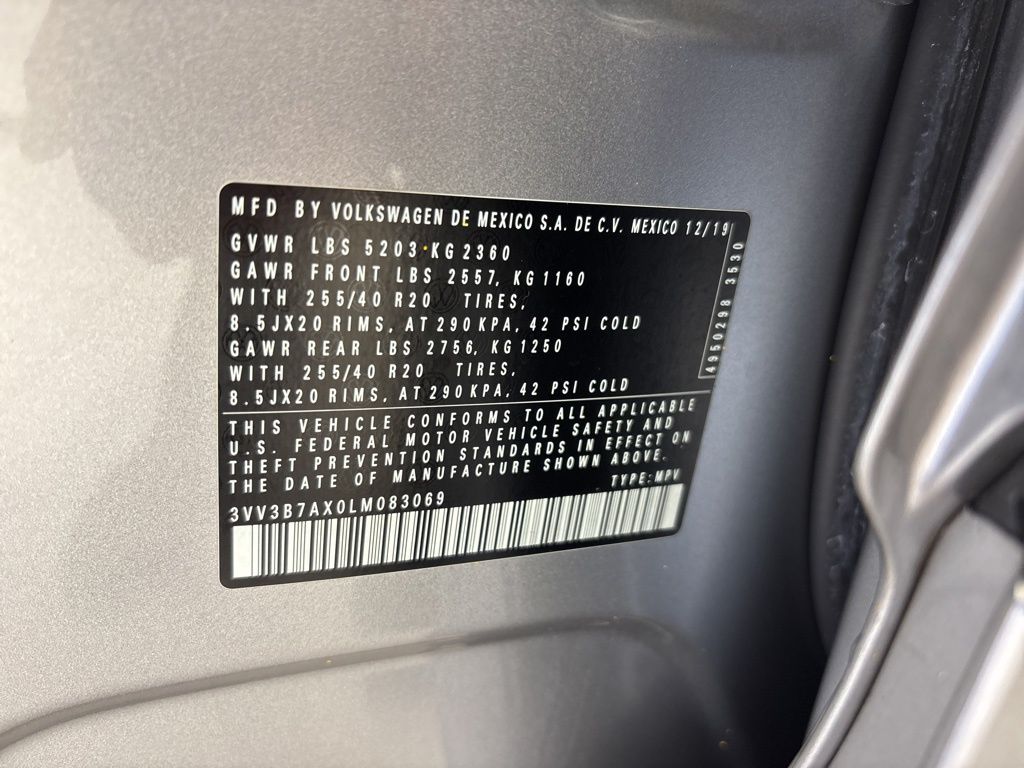 MFD BY VOLKSWAGEN DE MEXICO S.A. DE C.V. MEXICO 12/19
GVWR LBS 5203 KG 2360
GAWR FRONT LBS 2557, KG 1160
WITH 255/40 R20 TIRES,
8.5JX20 RIMS, AT 290 KPA, 42 PSI COLD
GAWR REAR LBS 2756, KG 1250
WITH 255/40 R20 TIRES,
8.5JX20 RIMS, AT 290 KPA, 42 PSI COLD
4950298 3530
THIS VEHICLE CONFORMS TO ALL APPLICABLE
U.S. FEDERAL MOTOR VEHICLE SAFETY AND
THEFT PREVENTION STANDARDS IN EFFECT ON
THE DATE OF MANUFACTURE SHOWN ABOVE.
TYPE: MPV
3VV3B7AX0LM083069